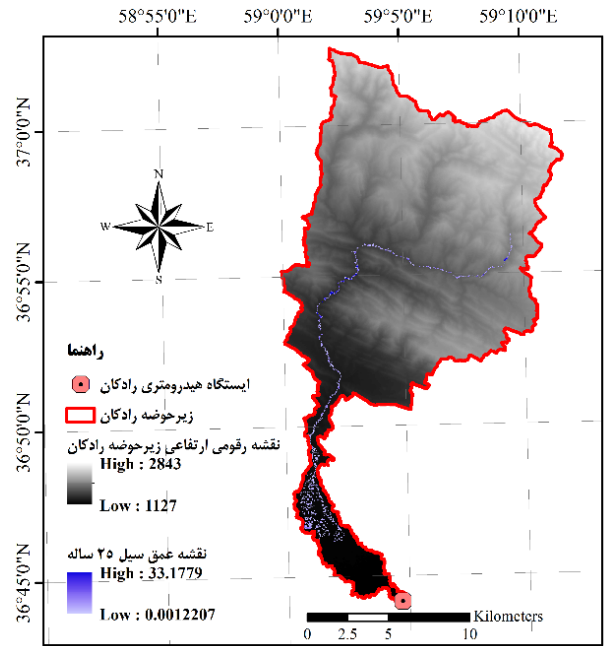 58°55'0"E 59°0'0" 59°5'0"E 59°10'0"E
37°0'0"N
36°55'0"N
36°50'0"N
36°45'0"N
N
W E
S
راهنما
ایستگاه هیدرومتری رادکان
زیرحوضه رادکان
نقشه رقومی ارتفاعی زیرحوضه رادکان
High : 2843
Low : 1127
نقشه عمق سیل ۲۵ ساله
High : 33.1779
Low : 0.0012207
Kilometers
0 2.5 5 10